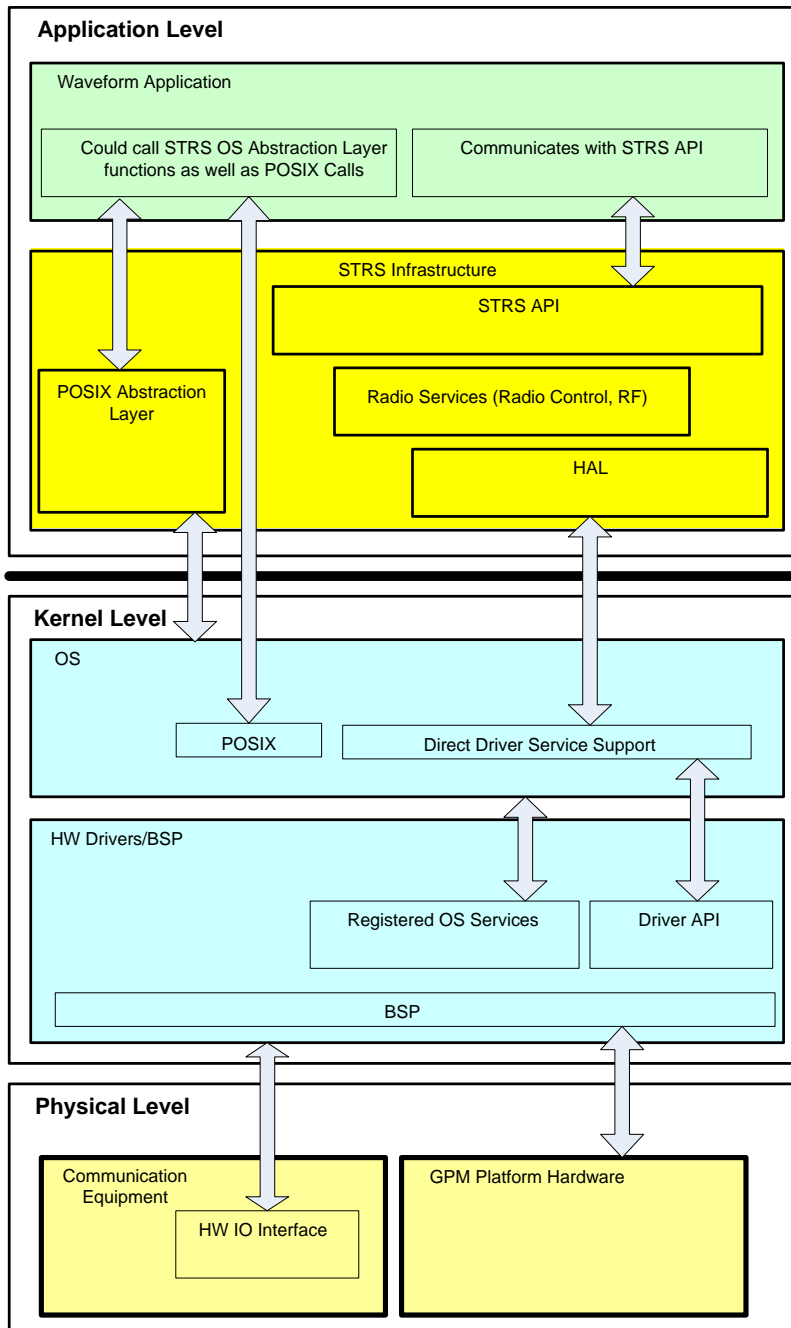 Application Level
Waveform Application
Could call STRS OS Abstraction Layer
functions as well as POSIX Calls
Communicates with STRS API
STRS Infrastructure
STRS API
POSIX Abstraction
Layer
Radio Services (Radio Control, RF)
HAL
Kernel Level
OS
POSIX
Direct Driver Service Support
HW Drivers/BSP
Registered OS Services
Driver API
BSP
Physical Level
Communication
Equipment
HW IO Interface
GPM Platform Hardware